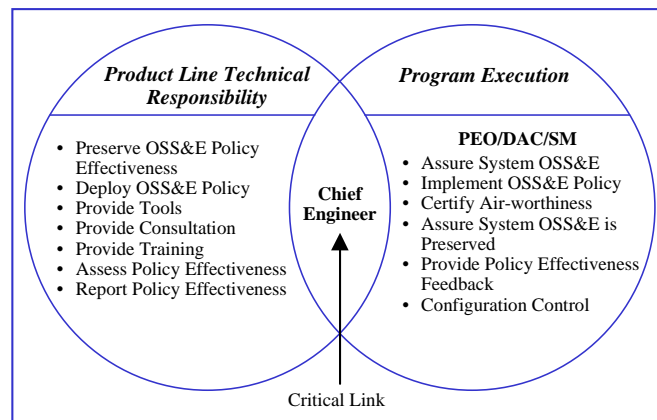 Product Line Technical
Responsibility
• Preserve OSS&E Policy
Effectiveness
• Deploy OSS&E Policy
• Provide Tools
• Provide Consultation
• Provide Training
• Assess Policy Effectiveness
• Report Policy Effectiveness
Chief
Engineer
Program Execution
PEO/DAC/SM
• Assure System OSS&E
• Implement OSS&E Policy
• Certify Air-worthiness
• Assure System OSS&E is
Preserved
• Provide Policy Effectiveness
Feedback
• Configuration Control
Critical Link